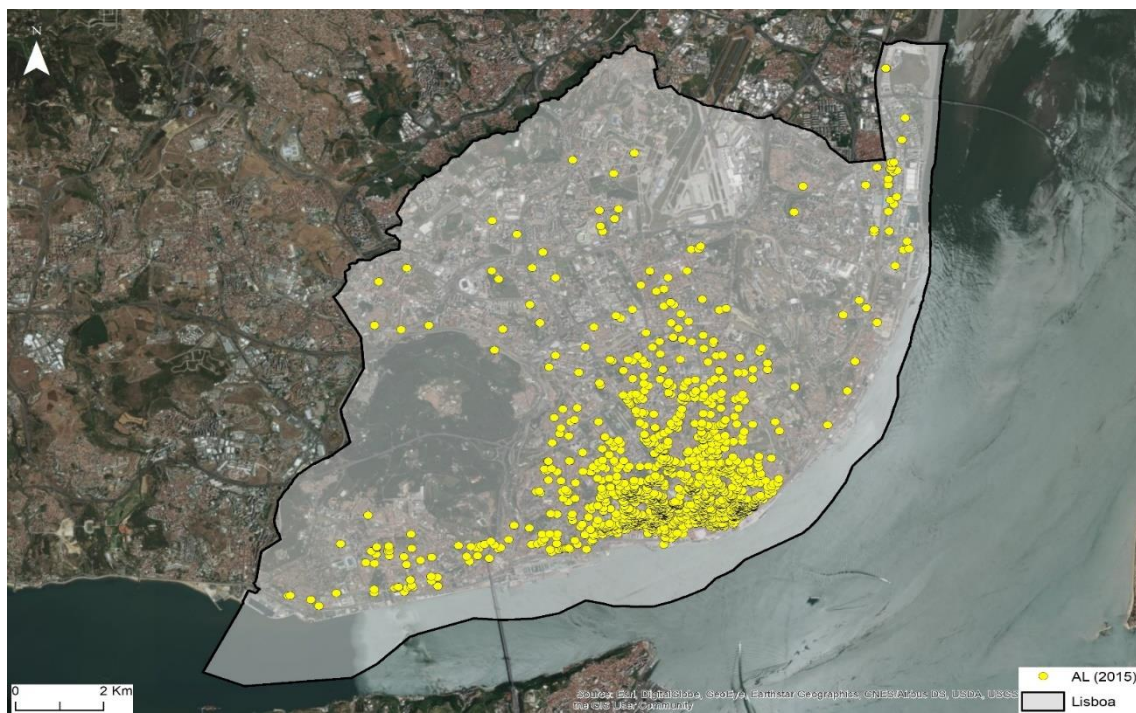 N
0 2 Km
Source: Esri, DigitalGlobe, GeoEye, Earthstar Geographics, CNES/Airbus DS, USDA, USGS
the GIS User Community
AL (2015)
Lisboa